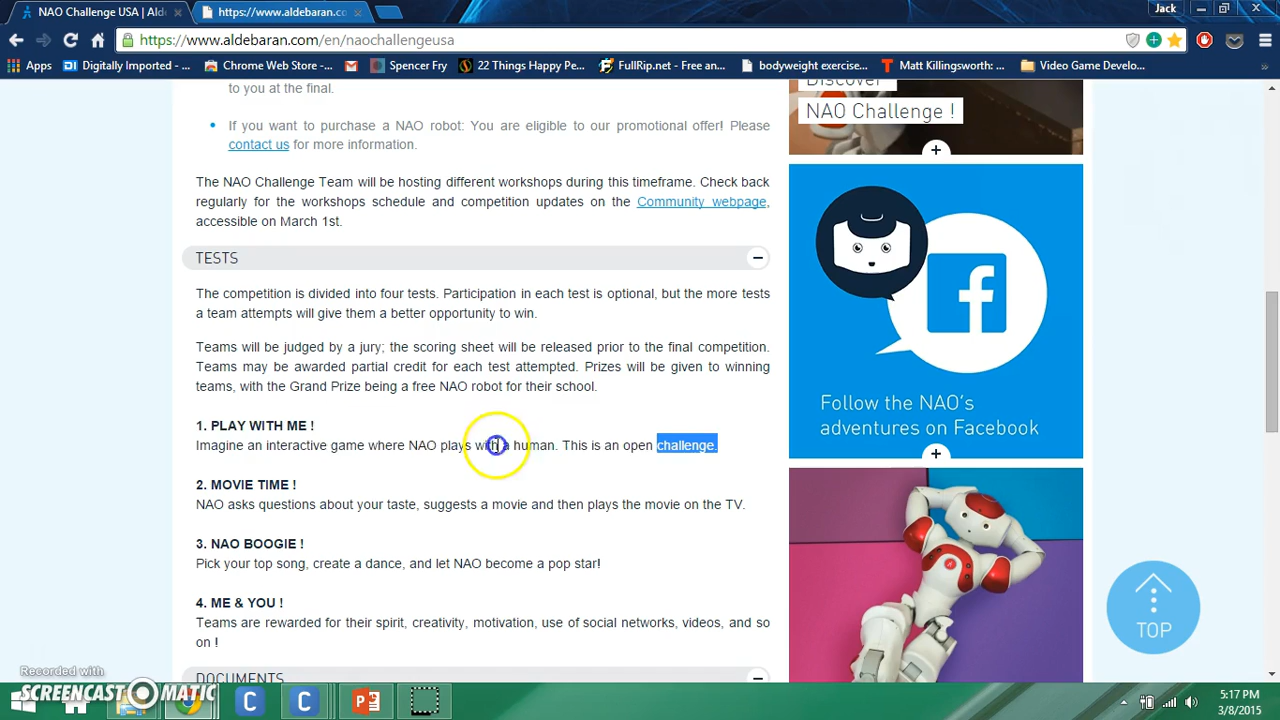 NAO Challenge USA | Ald
https://www.aldebaran.co
Jack
https://www.aldebaran.com/en/naochallengeusa
Apps
Digitally Imported - ...
Chrome Web Store - ...
Spencer Fry
22 Things Happy Pe...
FullRip.net - Free an...
bodyweight exercise...
Matt Killingsworth: ...
Video Game Develo...
to you at the final.
• If you want to purchase a NAO robot: You are eligible to our promotional offer! Please
contact us for more information.
The NAO Challenge Team will be hosting different workshops during this timeframe. Check back
regularly for the workshops schedule and competition updates on the Community webpage,
accessible on March 1st.
TESTS
The competition is divided into four tests. Participation in each test is optional, but the more tests
a team attempts will give them a better opportunity to win.
Teams will be judged by a jury; the scoring sheet will be released prior to the final competition.
Teams may be awarded partial credit for each test attempted. Prizes will be given to winning
teams, with the Grand Prize being a free NAO robot for their school.
1. PLAY WITH ME !
Imagine an interactive game where NAO plays with a human. This is an open challenge.
2. MOVIE TIME !
NAO asks questions about your taste, suggests a movie and then plays the movie on the TV.
3. NAO BOOGIE !
Pick your top song, create a dance, and let NAO become a pop star!
4. ME & YOU !
Teams are rewarded for their spirit, creativity, motivation, use of social networks, videos, and so
on !
DOCUMENTS
Discover
NAO Challenge !
Follow the NAO's
adventures on Facebook
TOP
Recorded with
SCREENCAST MATIC
5:17 PM
3/8/2015